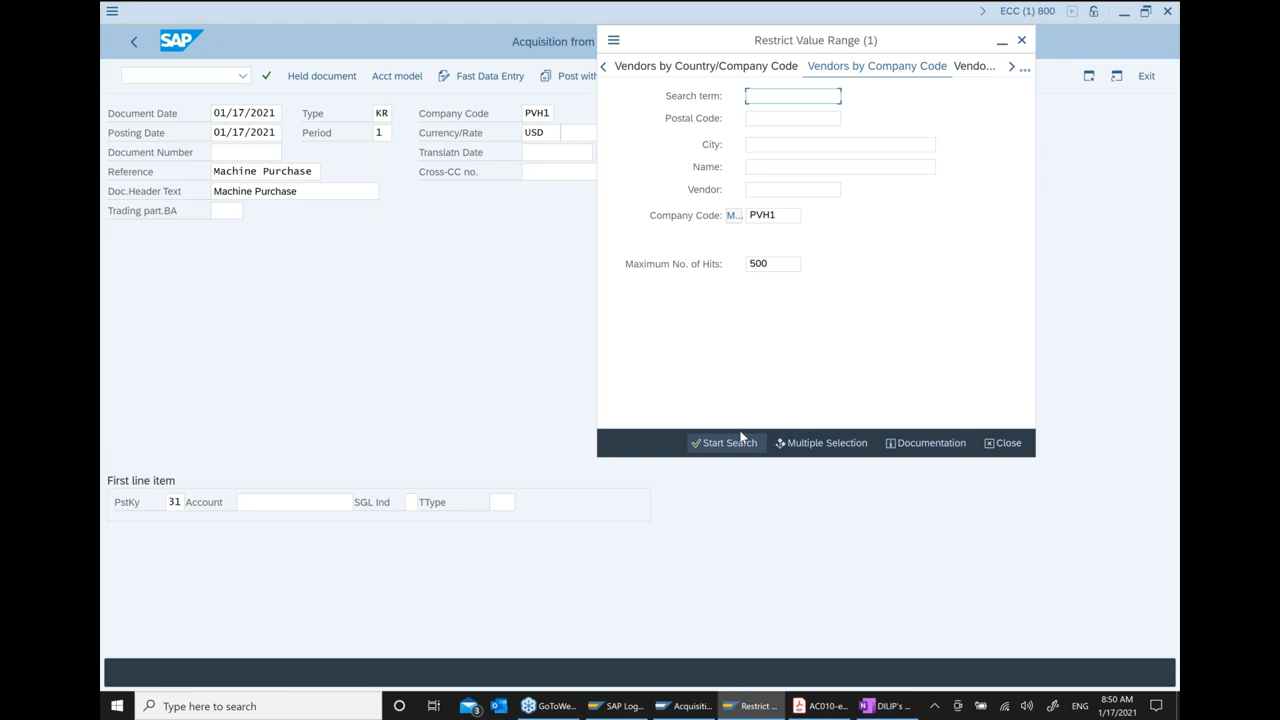 ECC (1) 800
SAP
Acquisition from
Held document
Acct model
Fast Data Entry
Post with
Exit
Document Date 01/17/2021 Type KR Company Code PVH1
Posting Date 01/17/2021 Period 1 Currency/Rate USD
Document Number Translatn Date
Reference Machine Purchase Cross-CC no.
Doc.Header Text Machine Purchase
Trading part.BA
Restrict Value Range (1)
Vendors by Country/Company Code Vendors by Company Code Vendo...
Search term:
Postal Code:
City:
Name:
Vendor:
Company Code: M... PVH1
Maximum No. of Hits: 500
Start Search Multiple Selection Documentation Close
First line item
PstKy 31 Account SGL Ind TType
Type here to search
3
GoToWe...
SAP Log...
Acquisiti...
Restrict ...
AC010-e...
DILIP's ...
ENG
8:50 AM
1/17/2021